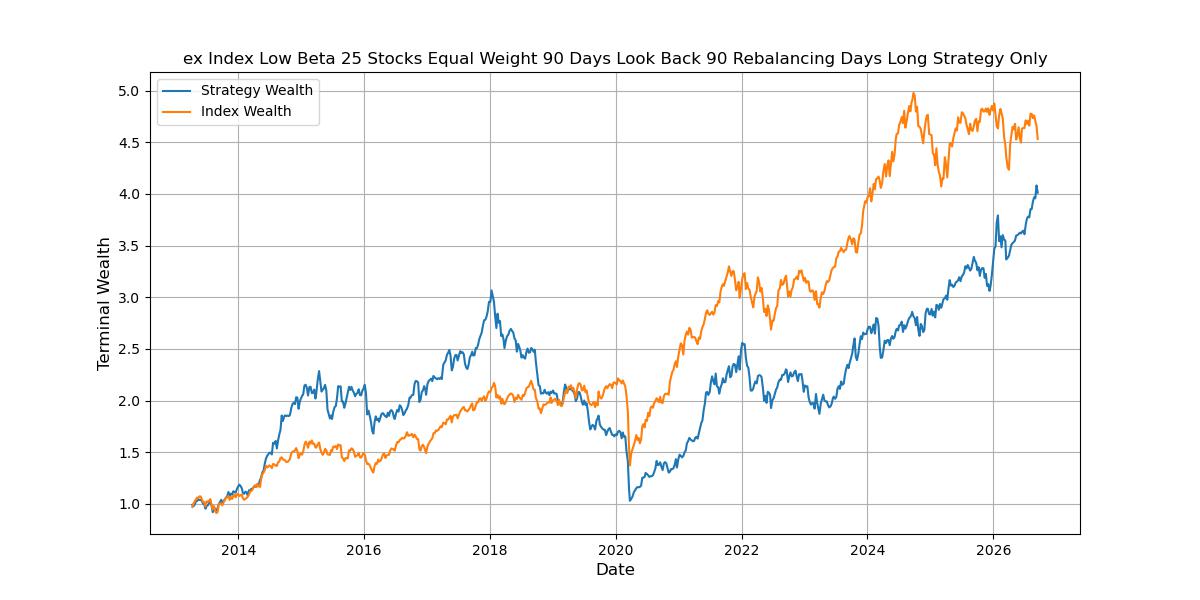 ex Index Low Beta 25 Stocks Equal Weight 90 Days Look Back 90 Rebalancing Days Long Strategy Only
Strategy Wealth
Index Wealth
5.0
4.5
4.0
3.5
3.0
2.5
2.0
1.5
1.0
Terminal Wealth
2014 2016 2018 2020 2022 2024 2026
Date